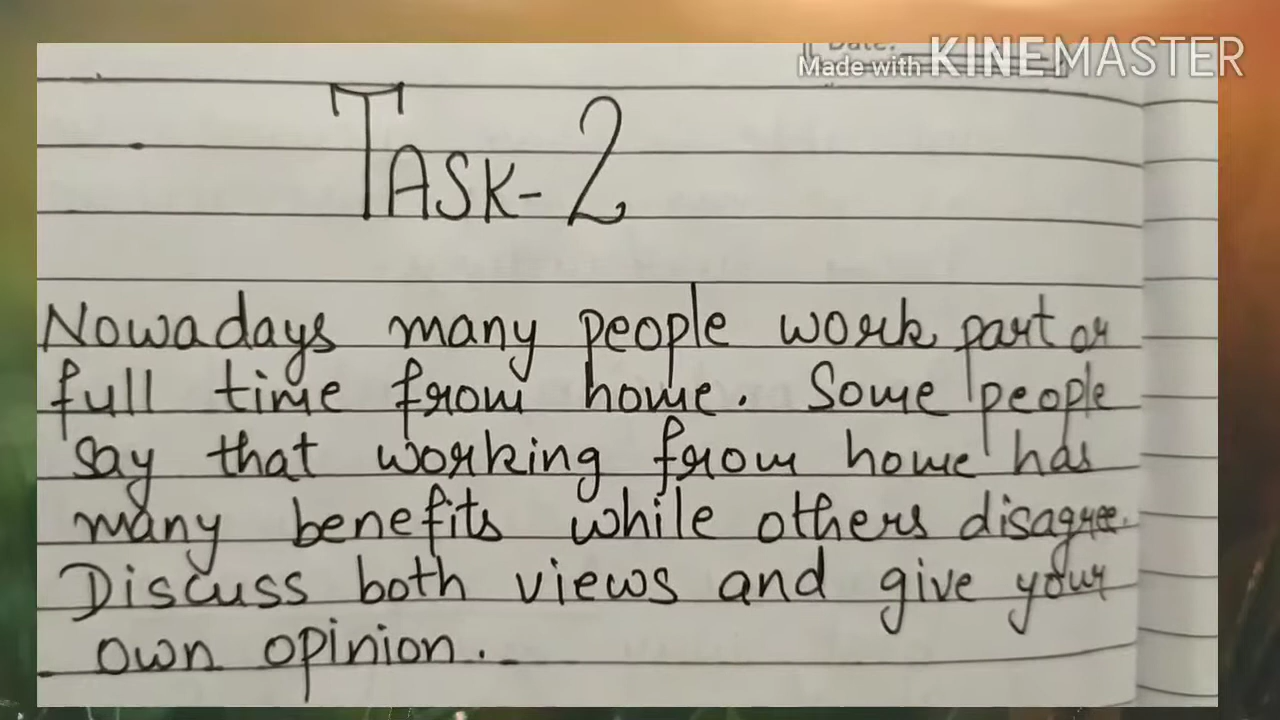 Date:
Made with KINEMASTER
TASK-2
Nowadays many people work part or
full time from home. Some people
say that working from home has
many benefits while others disagree.
Discuss both views and give your
own opinion.